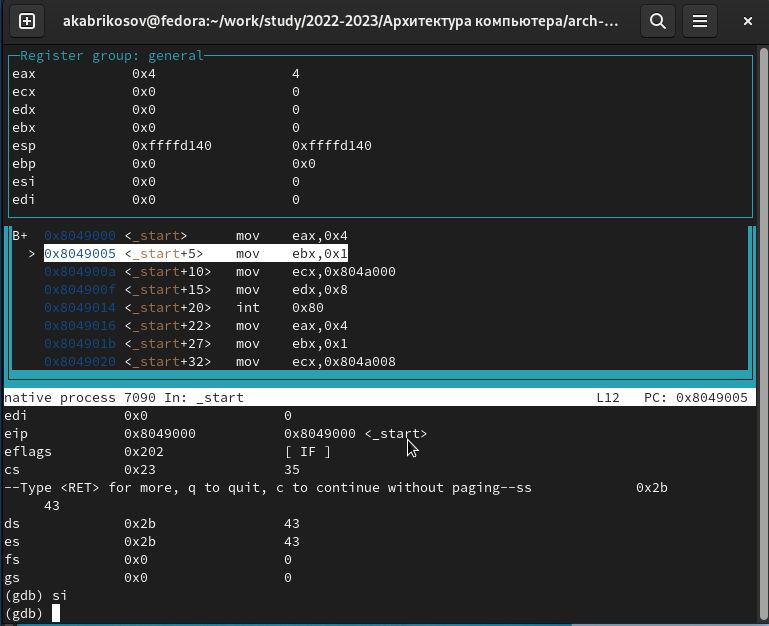 akabrikosov@fedora:~/work/study/2022-2023/Архитектура компьютера/arch-...
Register group: general
eax 0x4 4
ecx 0x0 0
edx 0x0 0
ebx 0x0 0
esp 0xffffd140 0xffffd140
ebp 0x0 0x0
esi 0x0 0
edi 0x0 0
B+ 0x8049000 <_start> mov eax,0x4
> 0x8049005 <_start+5> mov ebx,0x1
0x804900a <_start+10> mov ecx,0x804a000
0x804900f <_start+15> mov edx,0x8
0x8049014 <_start+20> int 0x80
0x8049016 <_start+22> mov eax,0x4
0x804901b <_start+27> mov ebx,0x1
0x8049020 <_start+32> mov ecx,0x804a008
native process 7090 In: _start L12 PC: 0x8049005
edi 0x0 0
eip 0x8049000 0x8049000 <_start>
eflags 0x202 [ IF ]
cs 0x23 35
--Type <RET> for more, q to quit, c to continue without paging--ss 0x2b
43
ds 0x2b 43
es 0x2b 43
fs 0x0 0
gs 0x0 0
(gdb) si
(gdb)